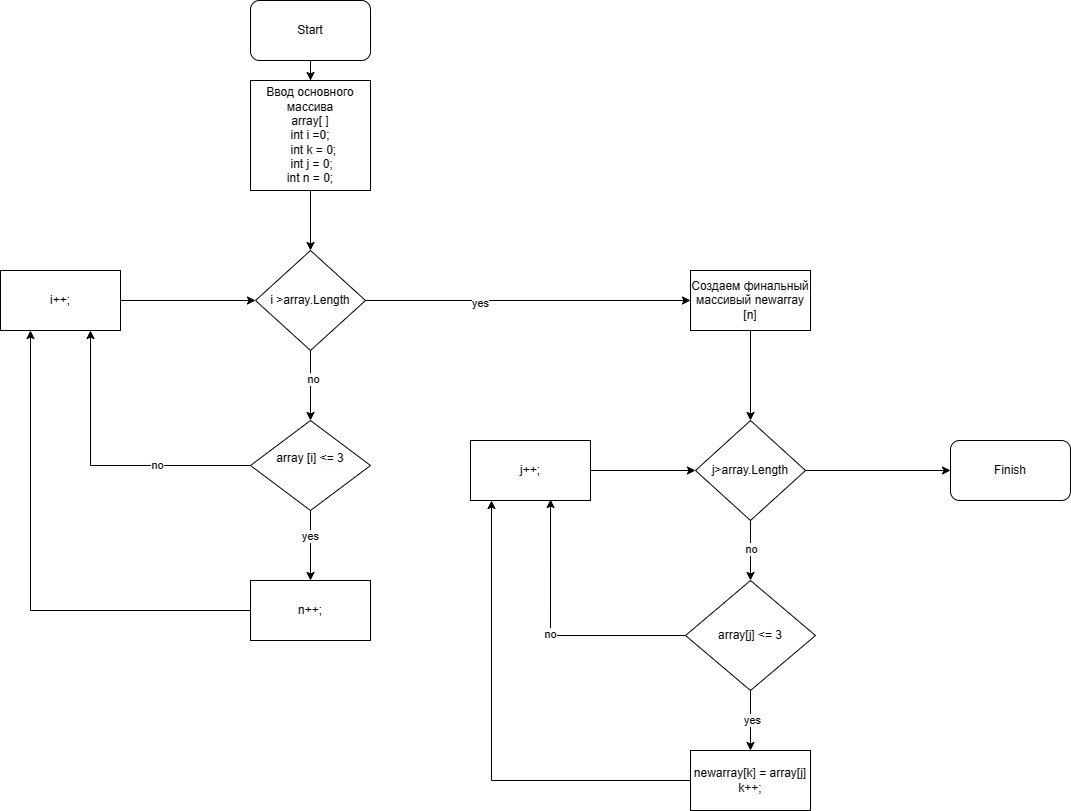 Start
Ввод основного
массива
array[ ]
int i =0;
int k = 0;
int j = 0;
int n = 0;
i++;
i >array.Length
yes
Создаем финальный
массивый newarray
[n]
no
array [i] <= 3
no
yes
n++;
j++;
j>array.Length
Finish
no
array[j] <= 3
no
yes
newarray[k] = array[j]
k++;